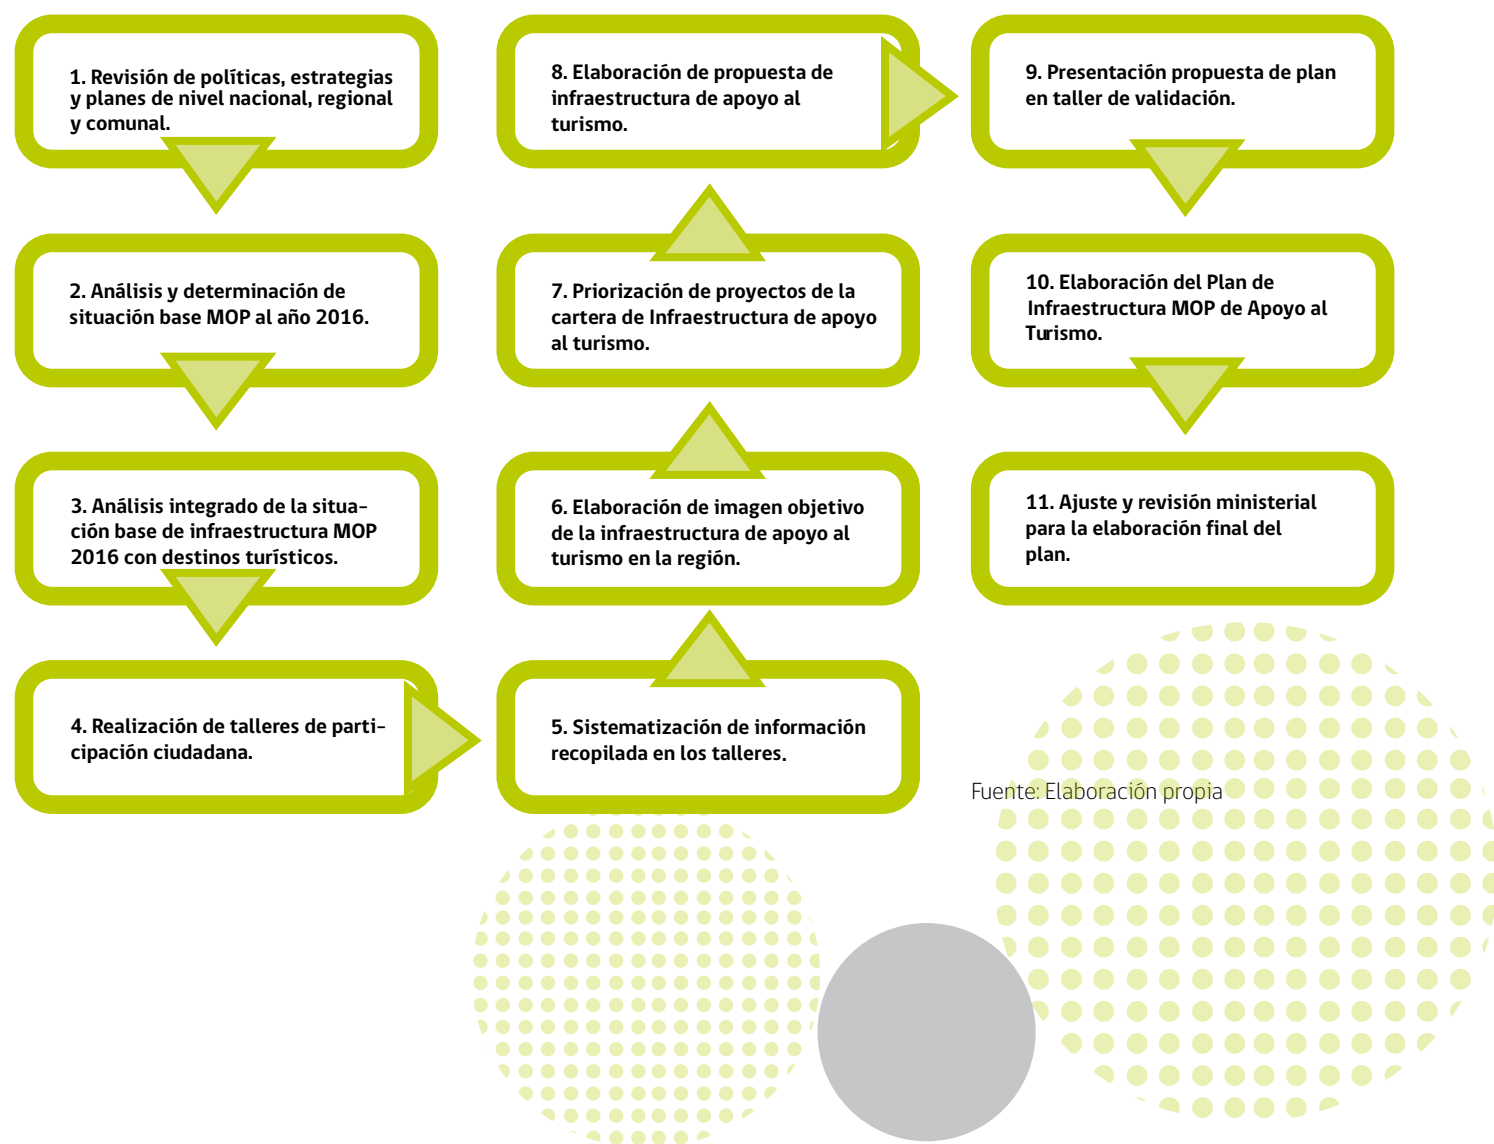 1. Revisión de políticas, estrategias
y planes de nivel nacional, regional
y comunal.
2. Análisis y determinación de
situación base MOP al año 2016.
3. Análisis integrado de la situa-
ción base de infraestructura MOP
2016 con destinos turísticos.
4. Realización de talleres de parti-
cipación ciudadana.
5. Sistematización de información
recopilada en los talleres.
6. Elaboración de imagen objetivo
de la infraestructura de apoyo al
turismo en la región.
7. Priorización de proyectos de la
cartera de Infraestructura de apoyo
al turismo.
8. Elaboración de propuesta de
infraestructura de apoyo al
turismo.
9. Presentación propuesta de plan
en taller de validación.
10. Elaboración del Plan de
Infraestructura MOP de Apoyo al
Turismo.
11. Ajuste y revisión ministerial
para la elaboración final del
plan.
Fuente: Elaboración propia